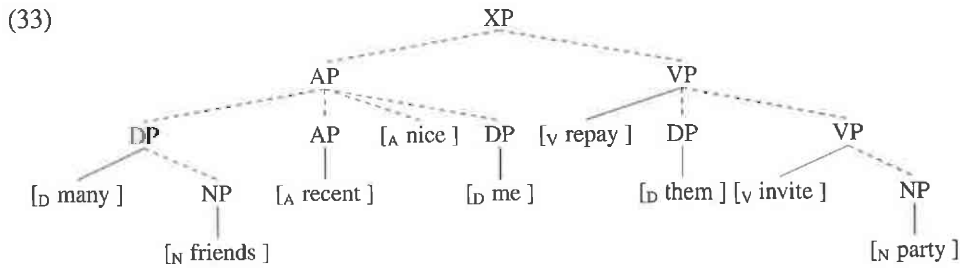 (33) XP
AP VP
DP AP [A nice ] DP [V repay ] DP VP
[D many ] NP [A recent ] [D me ] [D them ] [V invite ] NP
[N friends ] [N party ]